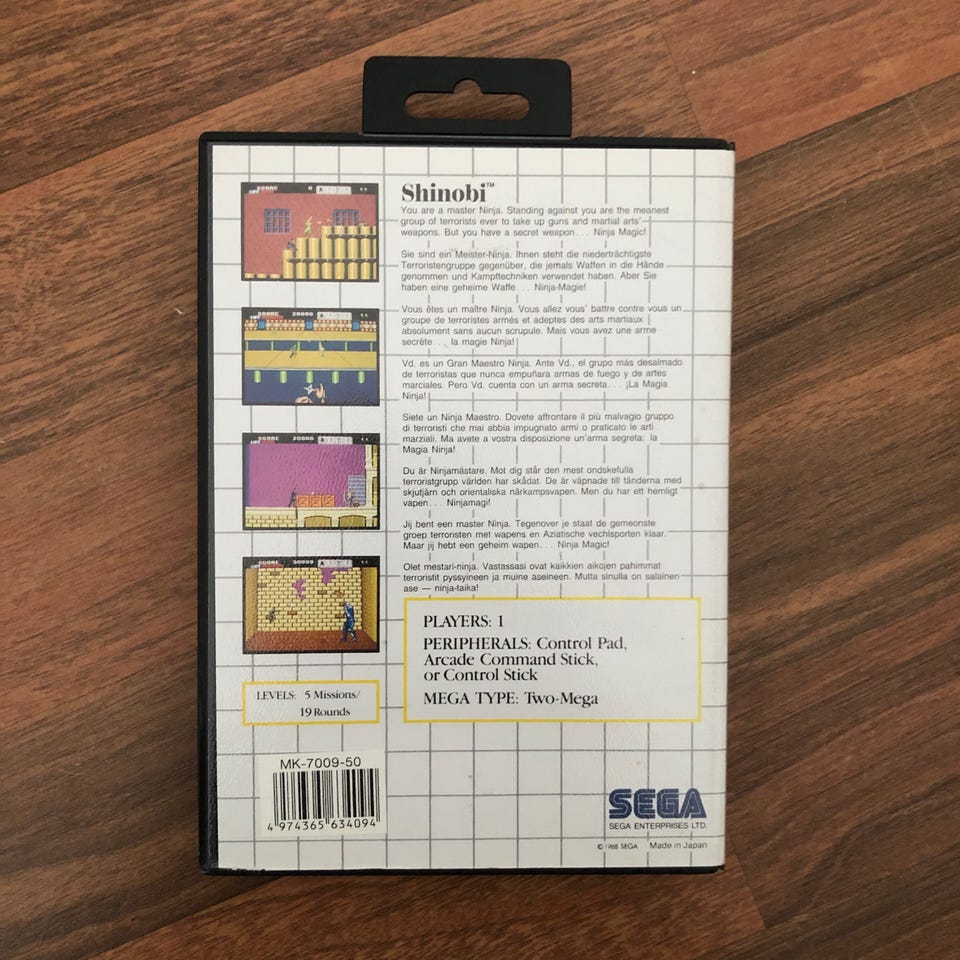 Shinobi™
You are a master Ninja. Standing against you are the meanest
group of terrorists ever to take up guns and martial arts'
weapons. But you have a secret weapon... Ninja Magic!
Sie sind ein Meister-Ninja. Ihnen steht die niederträchtigste
Terroristengruppe gegenüber, die jemals Waffen in die Hände
genommen und Kampftechniken verwendet haben. Aber Sie
haben eine geheime Waffe... Ninja-Magie!
Vous êtes un maître Ninja. Vous allez vous' battre contre vous un
groupe de terroristes armés et adeptes des arts martiaux
absolument sans aucun scrupule. Mais vous avez une arme
secrète... la magie Ninja!
Vd. es un Gran Maestro Ninja. Ante Vd., el grupo más desalmado
de terroristas que nunca empuñara armas de fuego y de artes
marciales. Pero Vd. cuenta con un arma secreta... ¡La Magia
Ninja!
Siete un Ninja Maestro. Dovete affrontare il più malvagio gruppo
di terroristi che mai abbia impugnato armi o praticato le arti
marziali. Ma avete a vostra disposizione un'arma segreta: la
Magia Ninja!
Du är Ninjamästare. Mot dig står den mest ondskefulla
terroristgrupp världen har skådat. De är väpnade till tänderna med
skjutjärn och orientaliska närkampsvapen. Men du har ett hemligt
vapen... Ninjamagi!
Jij bent een master Ninja. Tegenover je staat de gemeonste
groep terroristen met wapens en Aziatische vechtsporten klaar.
Maar jij hebt een geheim wapen... Ninja Magic!
Olet mestari-ninja. Vastassasi ovat kaikkien aikojen pahimmat
terroristit pyssyineen ja muine aseineen. Mutta sinulla on salainen
ase — ninja-taika!
PLAYERS: 1
PERIPHERALS: Control Pad,
Arcade Command Stick,
or Control Stick
MEGA TYPE: Two-Mega
LEVELS: 5 Missions/
19 Rounds
MK-7009-50
4 974365 634094
SEGA
SEGA ENTERPRISES LTD.
© 1988 SEGA Made in Japan